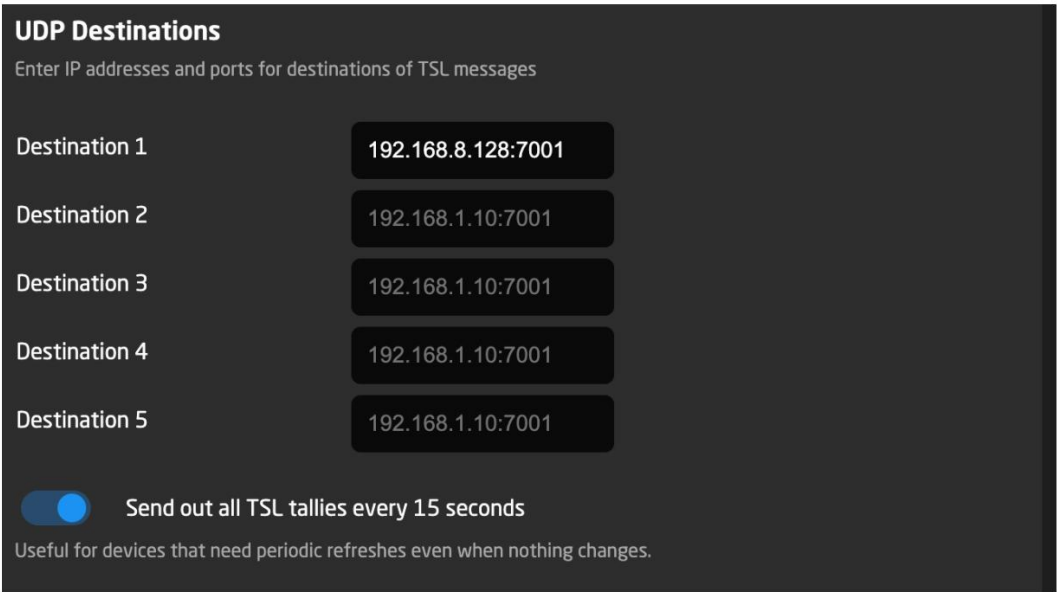 UDP Destinations
Enter IP addresses and ports for destinations of TSL messages
Destination 1 192.168.8.128:7001
Destination 2 192.168.1.10:7001
Destination 3 192.168.1.10:7001
Destination 4 192.168.1.10:7001
Destination 5 192.168.1.10:7001
Send out all TSL tallies every 15 seconds
Useful for devices that need periodic refreshes even when nothing changes.